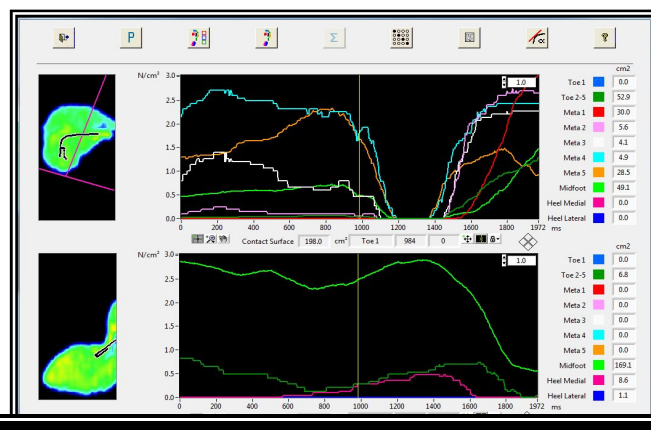 P Σ α ?
N/cm² 3.0 1.0 cm2
2.5 Toe 1 0.0
Toe 2-5 52.9
2.0 Meta 1 30.0
Meta 2 5.6
1.5 Meta 3 4.1
Meta 4 4.9
1.0 Meta 5 28.5
0.5 Midfoot 49.1
Heel Medial 0.0
0.0 Heel Lateral 0.0
0 200 400 600 800 1000 1200 1400 1600 1800 1972 ms
Contact Surface 198.0 cm² Toe 1 984 0
N/cm² 3.0 1.0 cm2
2.5 Toe 1 0.0
Toe 2-5 6.8
2.0 Meta 1 0.0
Meta 2 0.0
1.5 Meta 3 0.0
Meta 4 0.0
1.0 Meta 5 0.0
Midfoot 169.1
0.5 Heel Medial 8.6
0.0 Heel Lateral 1.1
0 200 400 600 800 1000 1200 1400 1600 1800 1972 ms